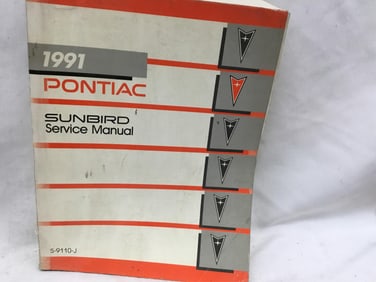 1991
PONTIAC
SUNBIRD
Service Manual
S-9110-J